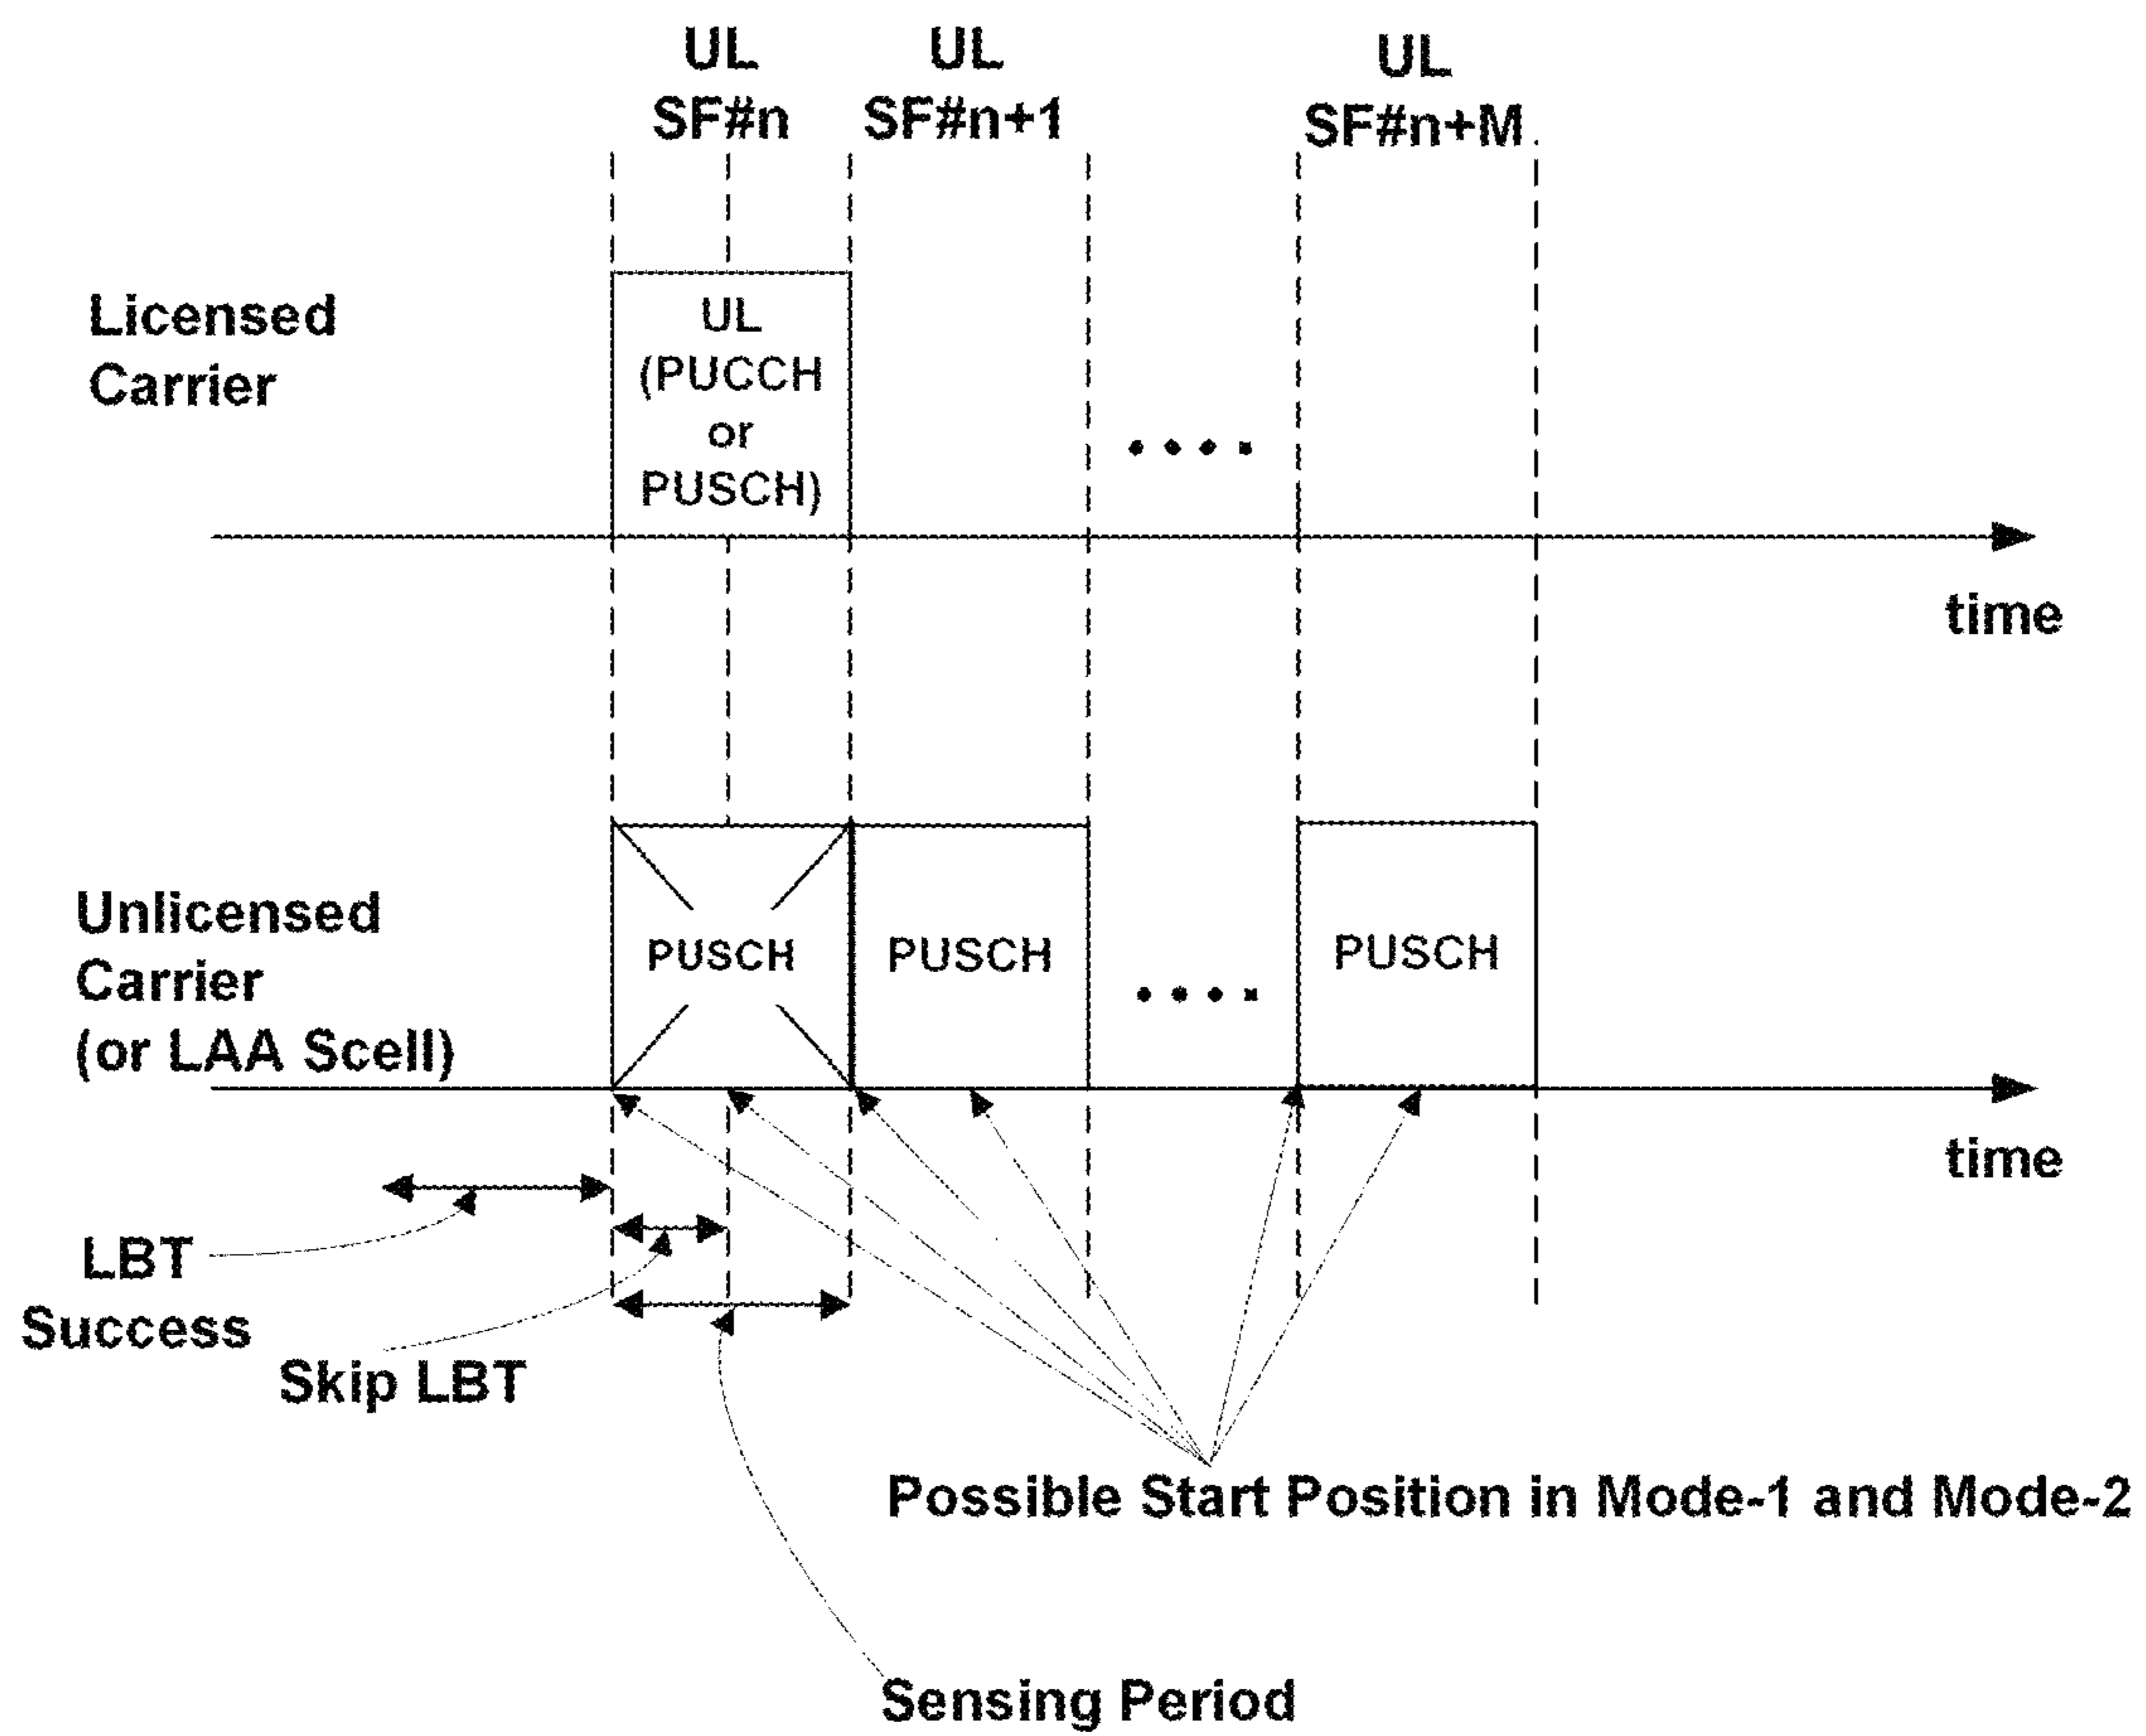 UL
SF#n
UL
SF#n+1
UL
SF#n+M
Licensed
Carrier
UL
(PUCCH
or
PUSCH)
time
Unlicensed
Carrier
(or LAA Scell)
PUSCH
PUSCH
PUSCH
time
LBT
Success
Skip LBT
Possible Start Position in Mode-1 and Mode-2
Sensing Period